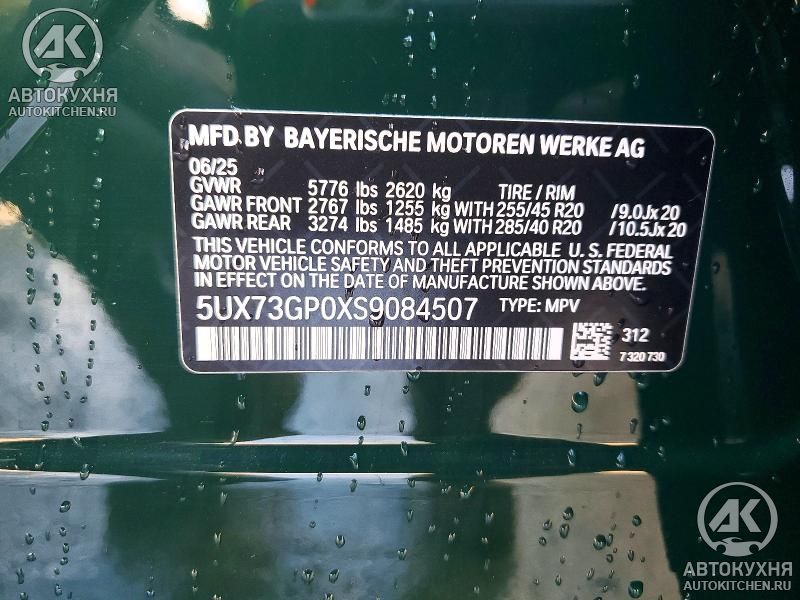 AK
АВТОКУХНЯ
AUTOKITCHEN.RU
MFD BY BAYERISCHE MOTOREN WERKE AG
06/25
GVWR 5776 lbs 2620 kg TIRE / RIM
GAWR FRONT 2767 lbs 1255 kg WITH 255/45 R20 /9.0Jx20
GAWR REAR 3274 lbs 1485 kg WITH 285/40 R20 /10.5Jx20
THIS VEHICLE CONFORMS TO ALL APPLICABLE U. S. FEDERAL
MOTOR VEHICLE SAFETY AND THEFT PREVENTION STANDARDS
IN EFFECT ON THE DATE OF MANUFACTURE SHOWN ABOVE.
5UX73GP0XS9084507 TYPE: MPV
312
7 320 730
AK
АВТОКУХНЯ
AUTOKITCHEN.RU